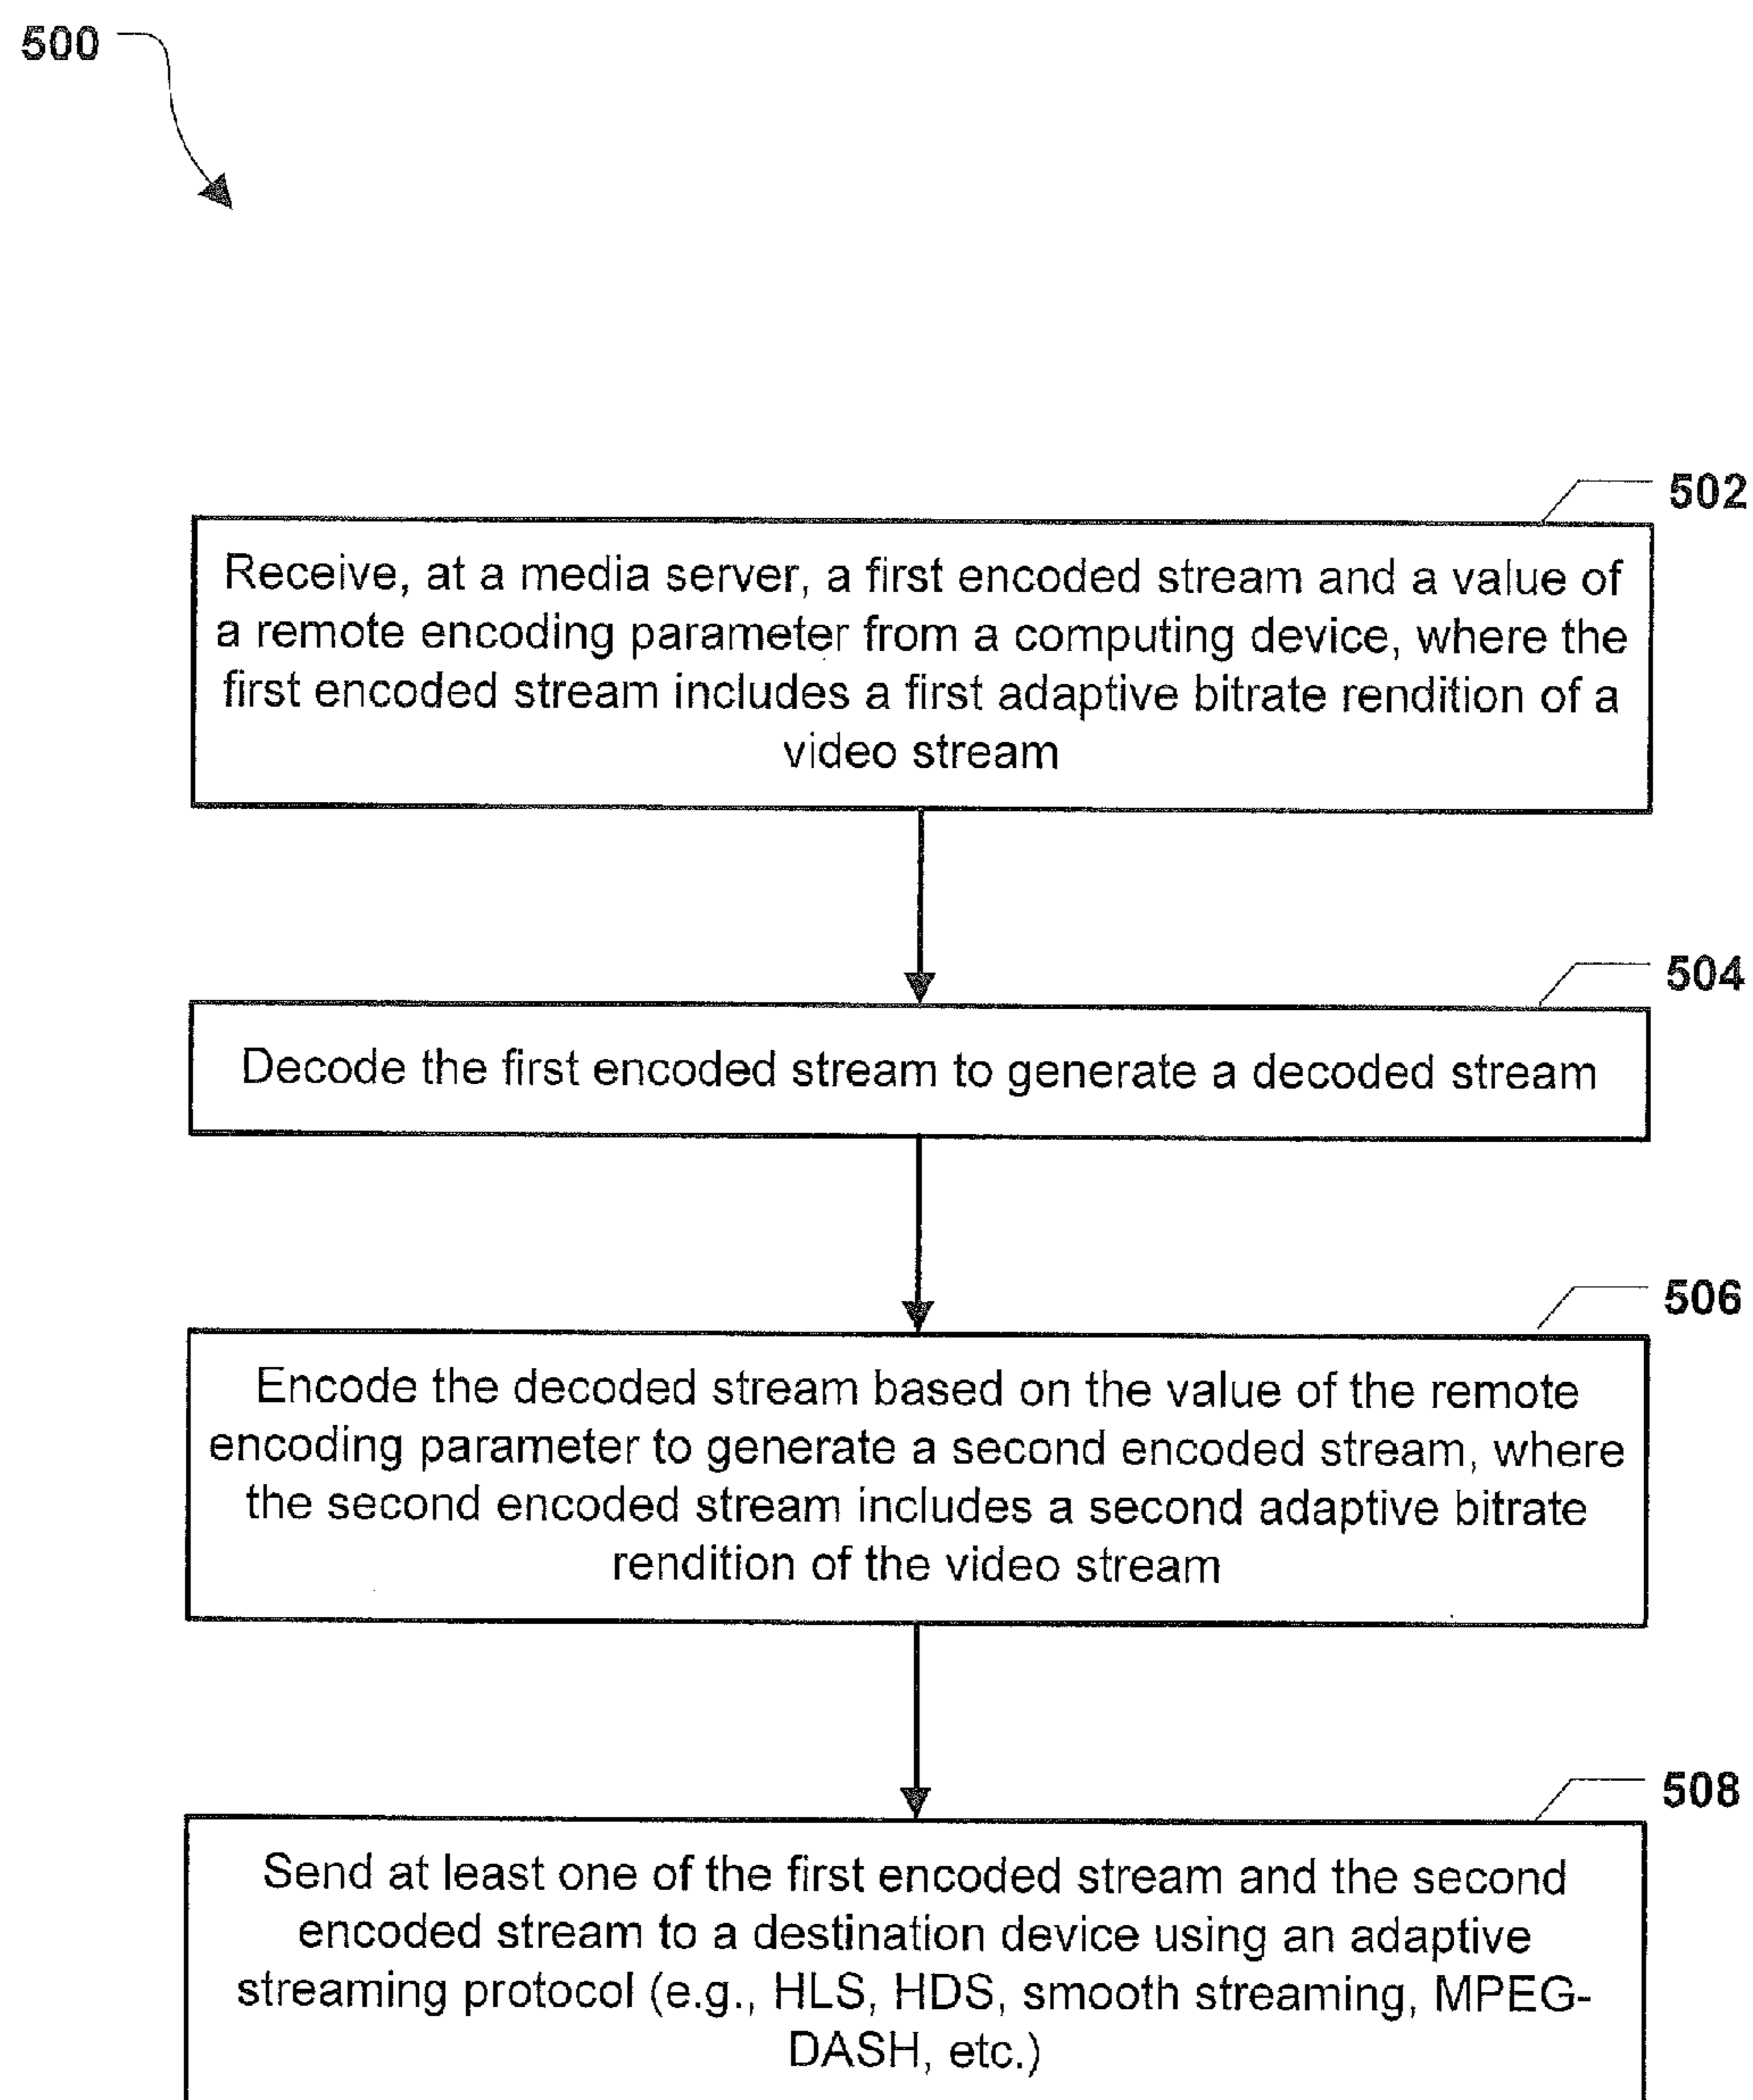 500
502
Receive, at a media server, a first encoded stream and a value of
a remote encoding parameter from a computing device, where the
first encoded stream includes a first adaptive bitrate rendition of a
video stream
504
Decode the first encoded stream to generate a decoded stream
506
Encode the decoded stream based on the value of the remote
encoding parameter to generate a second encoded stream, where
the second encoded stream includes a second adaptive bitrate
rendition of the video stream
508
Send at least one of the first encoded stream and the second
encoded stream to a destination device using an adaptive
streaming protocol (e.g., HLS, HDS, smooth streaming, MPEG-
DASH, etc.)